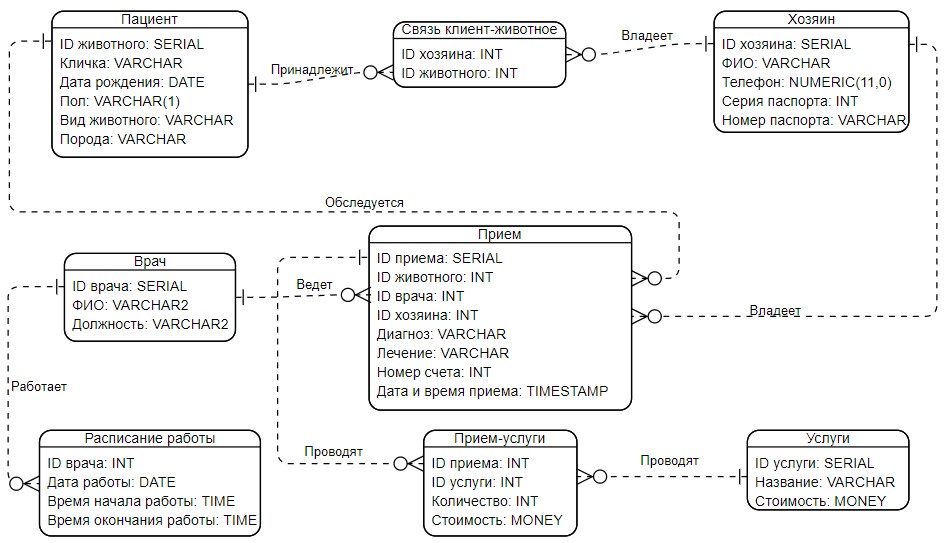 Пациент
ID животного: SERIAL
Кличка: VARCHAR
Дата рождения: DATE
Пол: VARCHAR(1)
Вид животного: VARCHAR
Порода: VARCHAR
Принадлежит
Связь клиент-животное
ID хозяина: INT
ID животного: INT
Владеет
Хозяин
ID хозяина: SERIAL
ФИО: VARCHAR
Телефон: NUMERIC(11,0)
Серия паспорта: INT
Номер паспорта: VARCHAR
Обследуется
Врач
ID врача: SERIAL
ФИО: VARCHAR2
Должность: VARCHAR2
Ведет
Прием
ID приема: SERIAL
ID животного: INT
ID врача: INT
ID хозяина: INT
Диагноз: VARCHAR
Лечение: VARCHAR
Номер счета: INT
Дата и время приема: TIMESTAMP
Владеет
Работает
Расписание работы
ID врача: INT
Дата работы: DATE
Время начала работы: TIME
Время окончания работы: TIME
Проводят
Прием-услуги
ID приема: INT
ID услуги: INT
Количество: INT
Стоимость: MONEY
Проводят
Услуги
ID услуги: SERIAL
Название: VARCHAR
Стоимость: MONEY